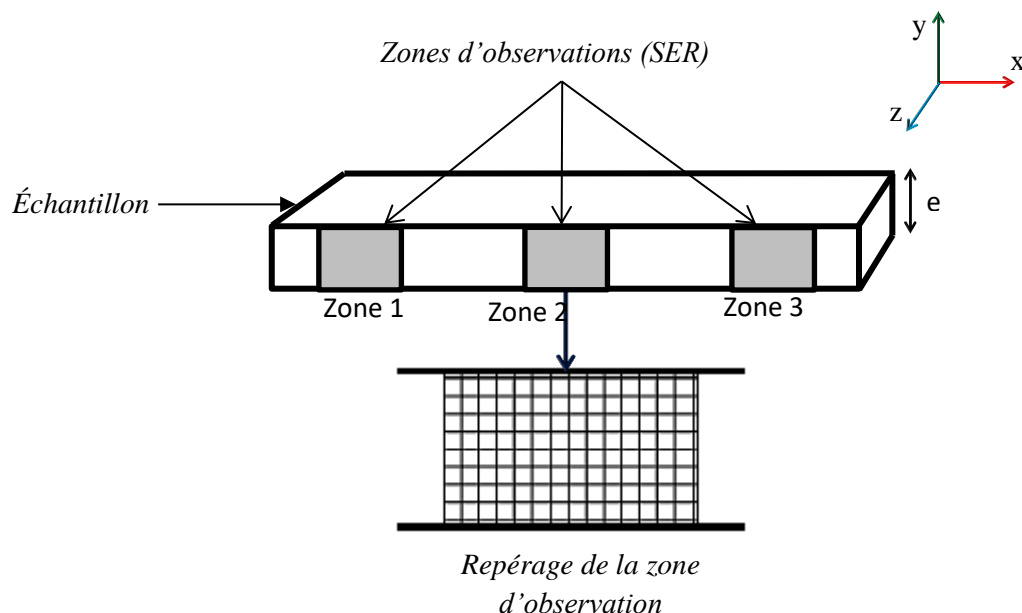 y
Zones d’observations (SER)
x
z
Échantillon
e
Zone 1
Zone 2
Zone 3
Repérage de la zone
d’observation